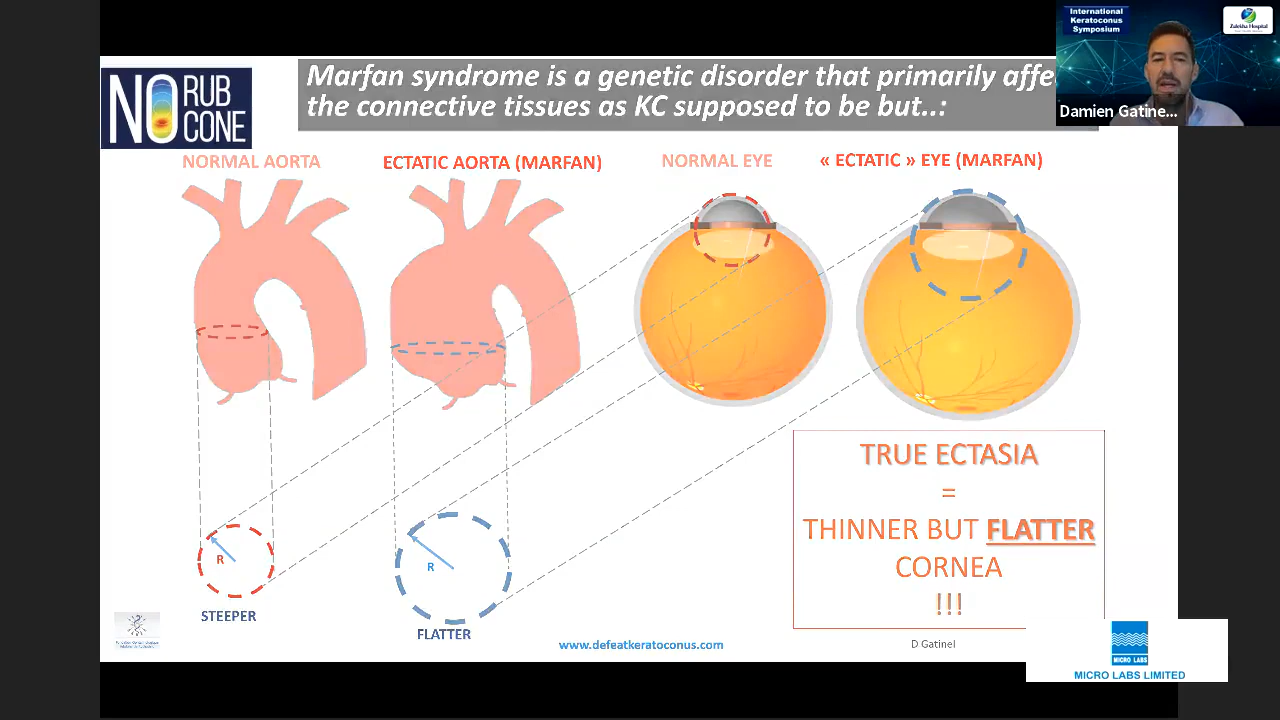 International
Keratoconus
Symposium
Zulekha Hospital
Damien Gatine...
NO RUB
CONE
Marfan syndrome is a genetic disorder that primarily affe
the connective tissues as KC supposed to be but..:
NORMAL AORTA
ECTATIC AORTA (MARFAN)
NORMAL EYE
« ECTATIC » EYE (MARFAN)
TRUE ECTASIA
=
THINNER BUT FLATTER
CORNEA
!!!
R
R
STEEPER
FLATTER
www.defeatkeratoconus.com
D Gatinel
MICRO LABS
MICRO LABS LIMITED